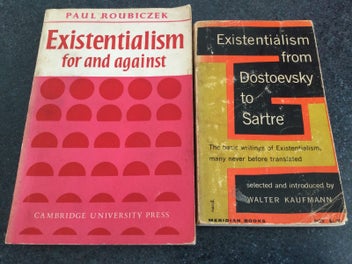 PAUL ROUBICZEK
Existentialism
for and against
CAMBRIDGE UNIVERSITY PRESS
Existentialism
from
Dostoevsky
to
Sartre
The basic writings of Existentialism,
many never before translated
selected and introduced by
WALTER KAUFMANN
MERIDIAN BOOKS